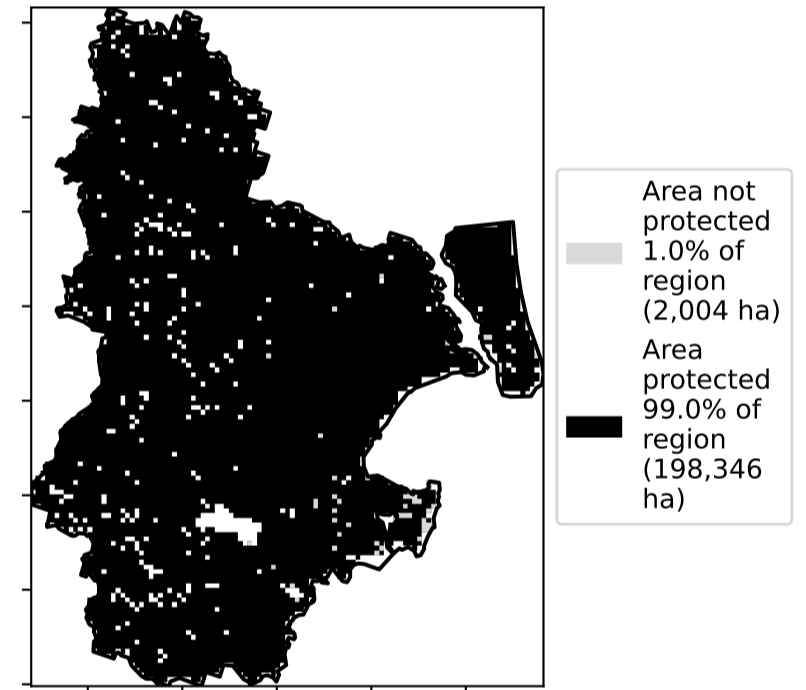 Area not
protected
1.0% of
region
(2,004 ha)
Area
protected
99.0% of
region
(198,346
ha)